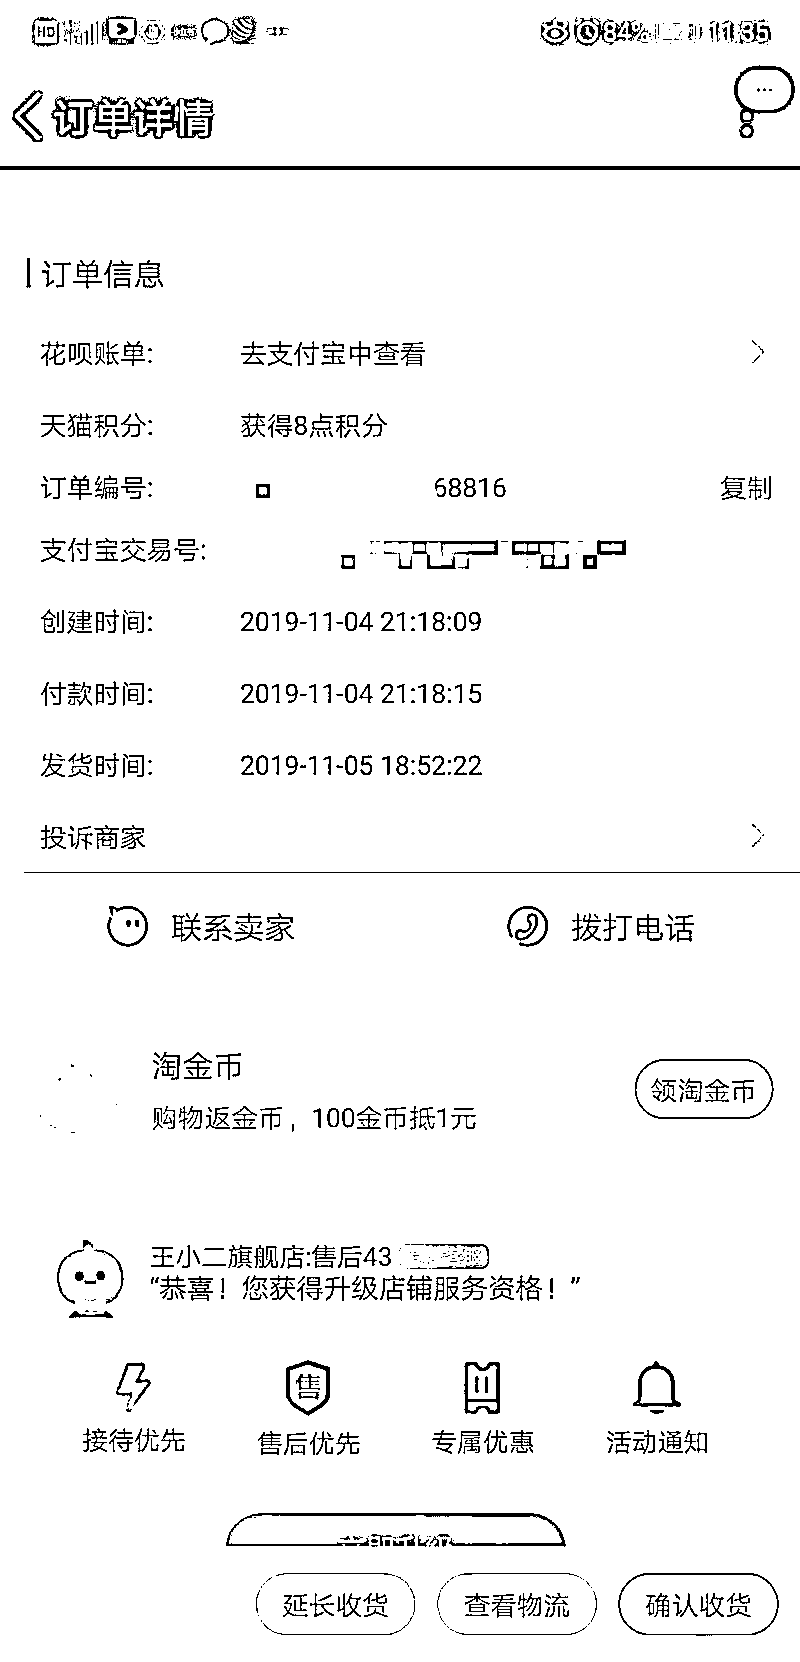 HD 84% 11:35
订单详情
订单信息
花呗账单: 去支付宝中查看
天猫积分: 获得8点积分
订单编号: 68816 复制
支付宝交易号:
创建时间: 2019-11-04 21:18:09
付款时间: 2019-11-04 21:18:15
发货时间: 2019-11-05 18:52:22
投诉商家
联系卖家 拨打电话
淘金币
购物返金币，100金币抵1元 领淘金币
王小二旗舰店:售后43
“恭喜！您获得升级店铺服务资格！”
售
接待优先 售后优先 专属优惠 活动通知
延长收货 查看物流 确认收货